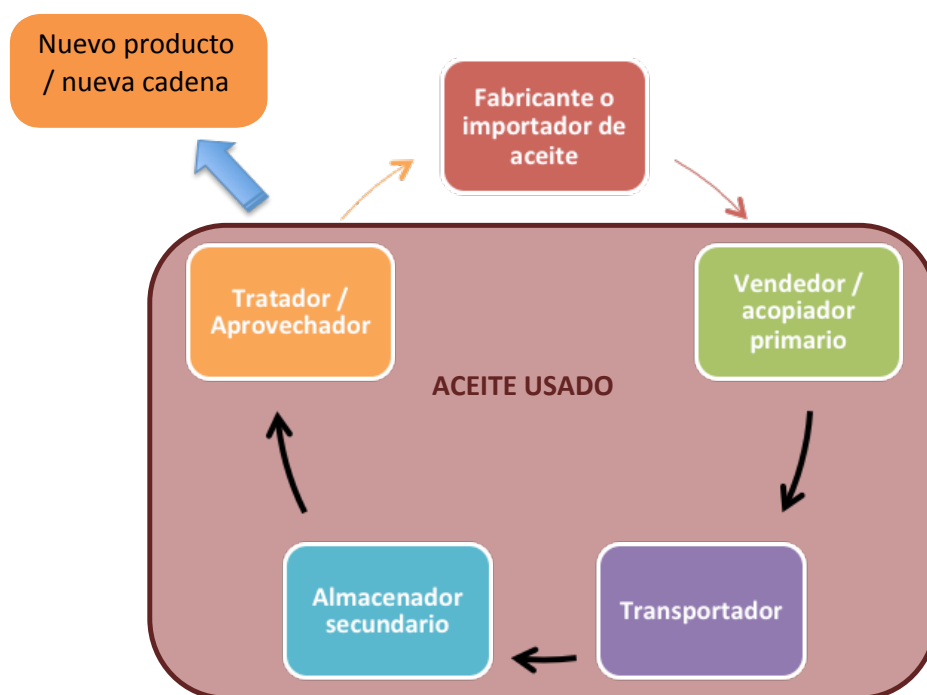 Nuevo producto
/ nueva cadena
Fabricante o
importador de
aceite
Tratador /
Aprovechador
Vendedor /
acopiador
primario
ACEITE USADO
Almacenador
secundario
Transportador